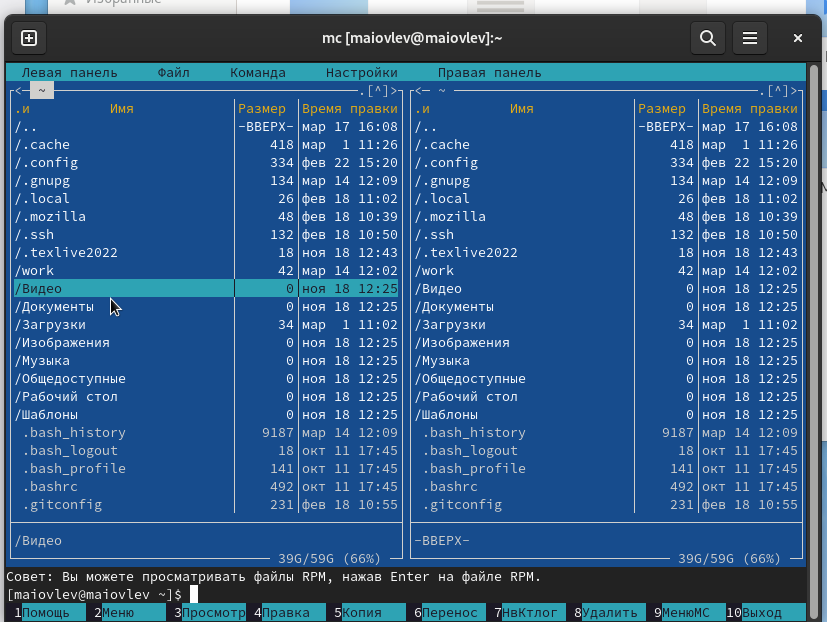 Избранные
mc [maiovlev@maiovlev]:~
Левая панель Файл Команда Настройки Правая панель
<— ~ .[^]> <— ~ .[^]>
.и Имя Размер Время правки .и Имя Размер Время правки
/.. -ВВЕРХ- мар 17 16:08 /.. -ВВЕРХ- мар 17 16:08
/.cache 418 мар 1 11:26 /.cache 418 мар 1 11:26
/.config 334 фев 22 15:20 /.config 334 фев 22 15:20
/.gnupg 134 мар 14 12:09 /.gnupg 134 мар 14 12:09
/.local 26 фев 18 11:02 /.local 26 фев 18 11:02
/.mozilla 48 фев 18 10:39 /.mozilla 48 фев 18 10:39
/.ssh 132 фев 18 10:50 /.ssh 132 фев 18 10:50
/.texlive2022 18 ноя 18 12:43 /.texlive2022 18 ноя 18 12:43
/work 42 мар 14 12:02 /work 42 мар 14 12:02
/Видео 0 ноя 18 12:25 /Видео 0 ноя 18 12:25
/Документы 0 ноя 18 12:25 /Документы 0 ноя 18 12:25
/Загрузки 34 мар 1 11:02 /Загрузки 34 мар 1 11:02
/Изображения 0 ноя 18 12:25 /Изображения 0 ноя 18 12:25
/Музыка 0 ноя 18 12:25 /Музыка 0 ноя 18 12:25
/Общедоступные 0 ноя 18 12:25 /Общедоступные 0 ноя 18 12:25
/Рабочий стол 0 ноя 18 12:25 /Рабочий стол 0 ноя 18 12:25
/Шаблоны 0 ноя 18 12:25 /Шаблоны 0 ноя 18 12:25
.bash_history 9187 мар 14 12:09 .bash_history 9187 мар 14 12:09
.bash_logout 18 окт 11 17:45 .bash_logout 18 окт 11 17:45
.bash_profile 141 окт 11 17:45 .bash_profile 141 окт 11 17:45
.bashrc 492 окт 11 17:45 .bashrc 492 окт 11 17:45
.gitconfig 231 фев 18 10:55 .gitconfig 231 фев 18 10:55
/Видео -ВВЕРХ-
39G/59G (66%) 39G/59G (66%)
Совет: Вы можете просматривать файлы RPM, нажав Enter на файле RPM.
[maiovlev@maiovlev ~]$
1Помощь 2Меню 3Просмотр 4Правка 5Копия 6Перенос 7НвКтлог 8Удалить 9МенюМС 10Выход